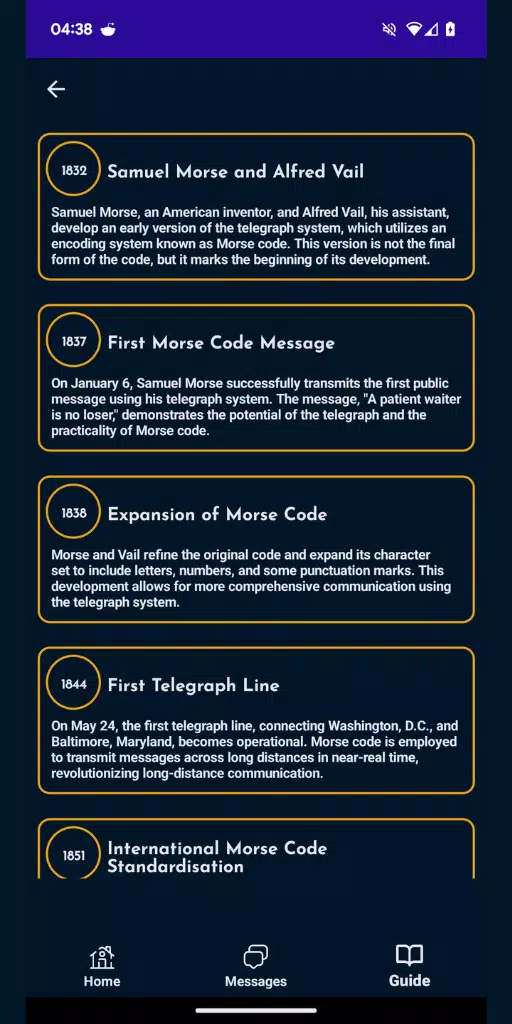 04:38
1832
Samuel Morse and Alfred Vail
Samuel Morse, an American inventor, and Alfred Vail, his assistant,
develop an early version of the telegraph system, which utilizes an
encoding system known as Morse code. This version is not the final
form of the code, but it marks the beginning of its development.
1837
First Morse Code Message
On January 6, Samuel Morse successfully transmits the first public
message using his telegraph system. The message, "A patient waiter
is no loser," demonstrates the potential of the telegraph and the
practicality of Morse code.
1838
Expansion of Morse Code
Morse and Vail refine the original code and expand its character
set to include letters, numbers, and some punctuation marks. This
development allows for more comprehensive communication using
the telegraph system.
1844
First Telegraph Line
On May 24, the first telegraph line, connecting Washington, D.C., and
Baltimore, Maryland, becomes operational. Morse code is employed
to transmit messages across long distances in near-real time,
revolutionizing long-distance communication.
1851
International Morse Code
Standardisation
Home
Messages
Guide